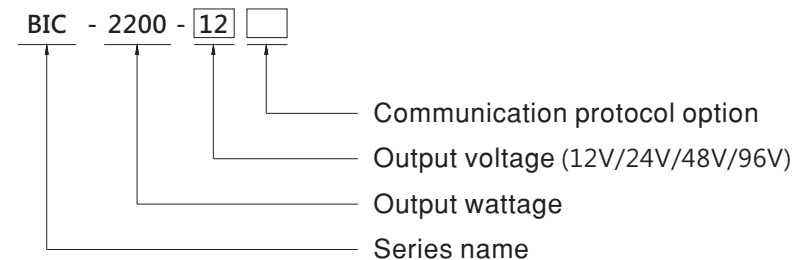 BIC - 2200 - 12
Communication protocol option
Output voltage (12V/24V/48V/96V)
Output wattage
Series name